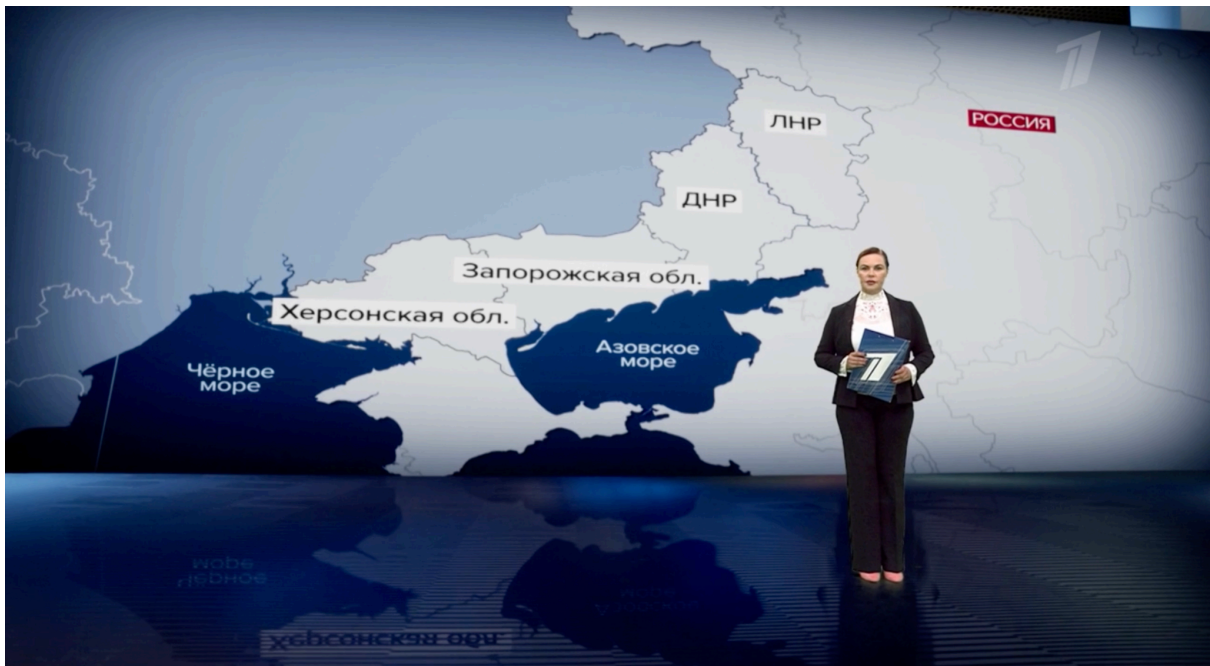 ЛНР
РОССИЯ
ДНР
Запорожская обл.
Херсонская обл.
Азовское
море
Чёрное
море